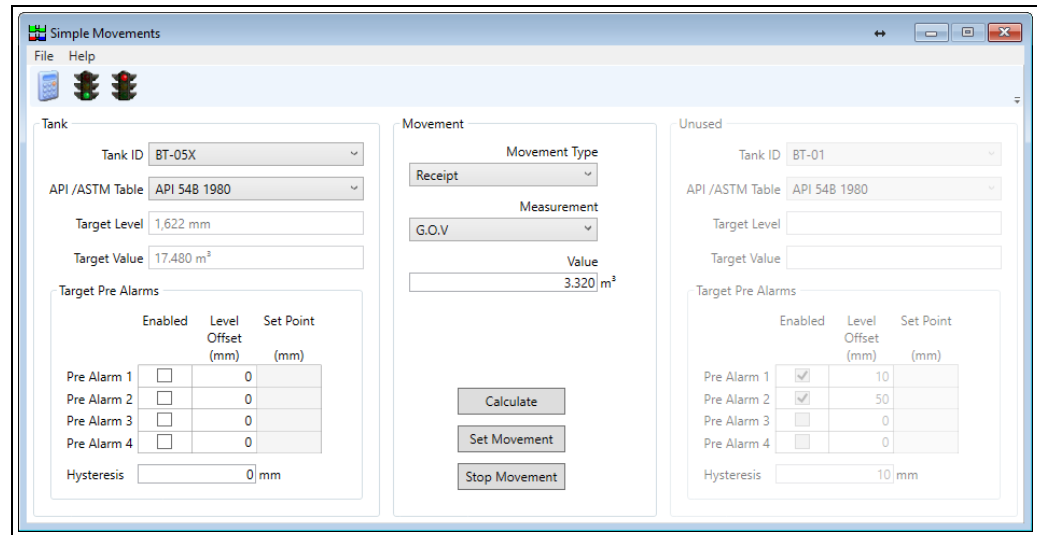 Simple Movements
File Help
Tank
Tank ID BT-05X
API /ASTM Table API 54B 1980
Target Level 1,622 mm
Target Value 17.480 m³
Target Pre Alarms
Enabled Level Offset (mm) Set Point (mm)
Pre Alarm 1 0
Pre Alarm 2 0
Pre Alarm 3 0
Pre Alarm 4 0
Hysteresis 0 mm
Movement
Movement Type
Receipt
Measurement
G.O.V
Value
3.320 m³
Calculate
Set Movement
Stop Movement
Unused
Tank ID BT-01
API /ASTM Table API 54B 1980
Target Level
Target Value
Target Pre Alarms
Enabled Level Offset (mm) Set Point (mm)
Pre Alarm 1 10
Pre Alarm 2 50
Pre Alarm 3 0
Pre Alarm 4 0
Hysteresis 10 mm